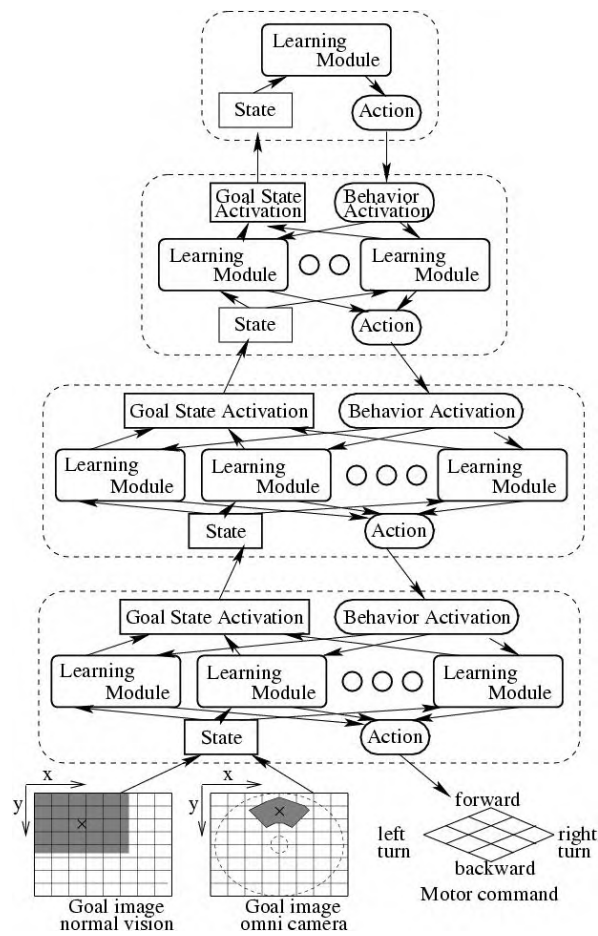 Learning
Module
State
Action
Goal State
Activation
Behavior
Activation
Learning
Module
Learning
Module
State
Action
Goal State Activation
Behavior Activation
Learning
Module
Learning
Module
Learning
Module
State
Action
Goal State Activation
Behavior Activation
Learning
Module
Learning
Module
Learning
Module
State
Action
x
y
x
y
forward
left
turn
right
turn
backward
Motor command
Goal image
normal vision
Goal image
omni camera